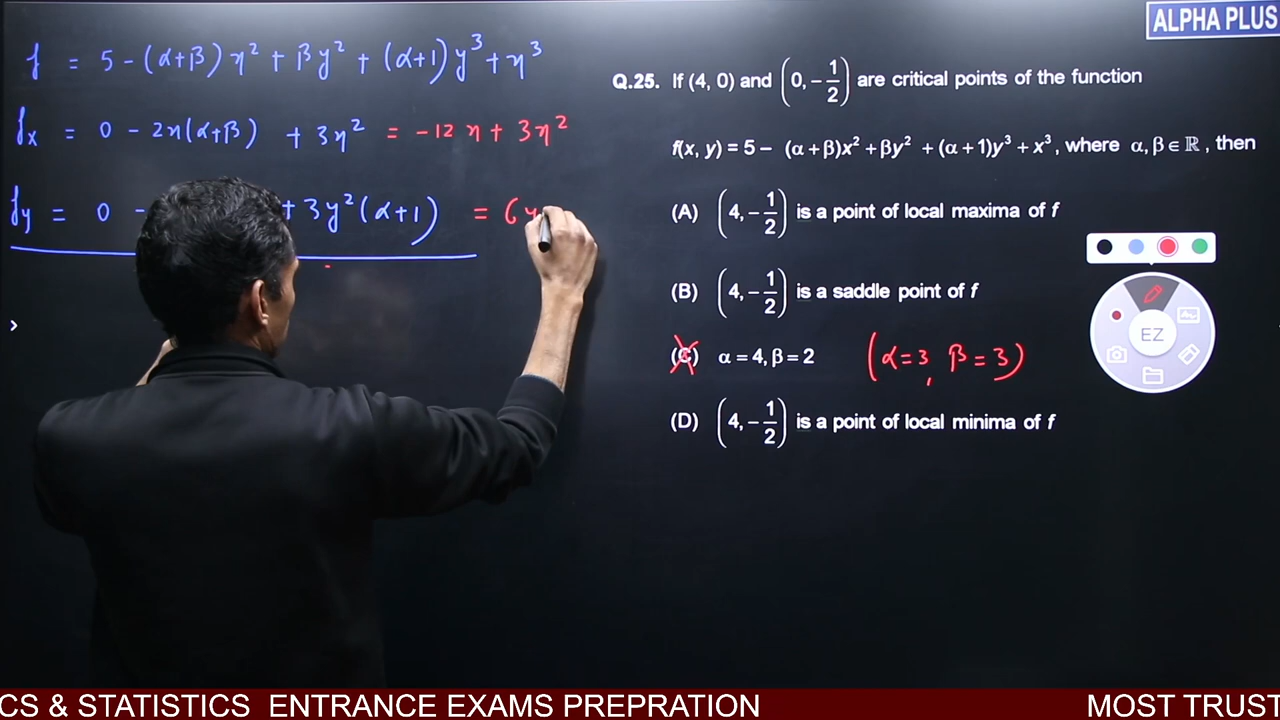 ALPHA PLUS
f = 5 - (α+β)x² + βy² + (α+1)y³ + x³
fx = 0 - 2x(α+β) + 3x² = -12x + 3x²
fy = 0 - + 3y²(α+1) = 6y
Q.25. If (4, 0) and (0, -1/2) are critical points of the function
f(x, y) = 5 - (α + β)x² + βy² + (α + 1)y³ + x³, where α, β ∈ ℝ, then
(A) (4, -1/2) is a point of local maxima of f
(B) (4, -1/2) is a saddle point of f
(C) α = 4, β = 2 (α = 3, β = 3)
(D) (4, -1/2) is a point of local minima of f
EZ
CS & STATISTICS ENTRANCE EXAMS PREPRATION MOST TRUST